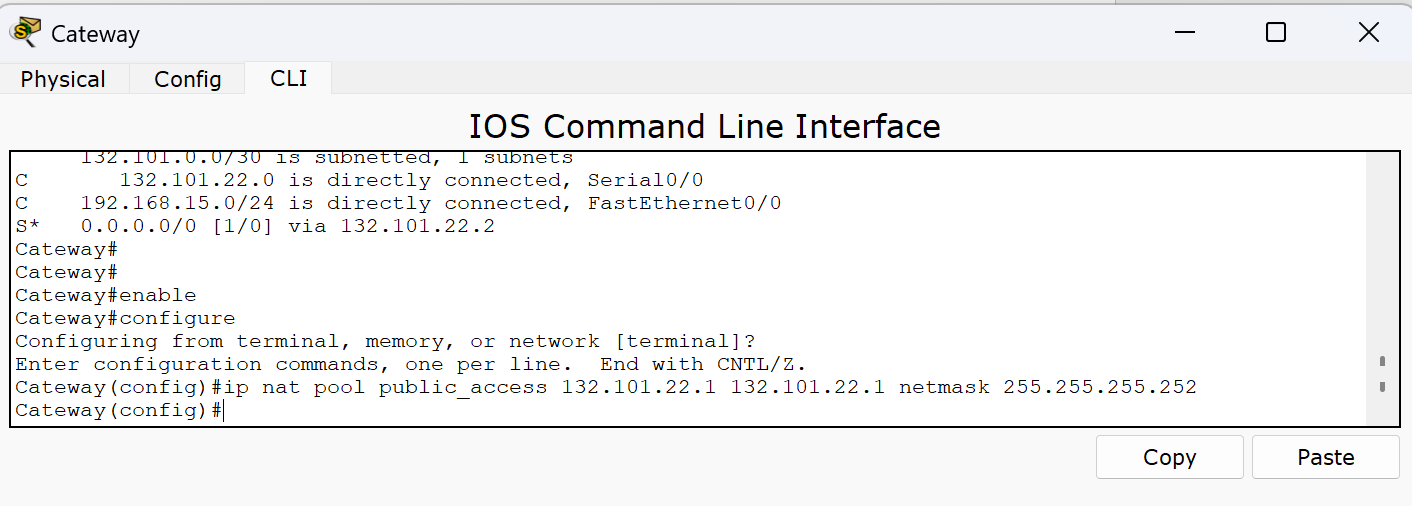 Cateway
Physical Config CLI
IOS Command Line Interface
132.101.0.0/30 is subnetted, 1 subnets
C 132.101.22.0 is directly connected, Serial0/0
C 192.168.15.0/24 is directly connected, FastEthernet0/0
S* 0.0.0.0/0 [1/0] via 132.101.22.2
Cateway#
Cateway#
Cateway#enable
Cateway#configure
Configuring from terminal, memory, or network [terminal]?
Enter configuration commands, one per line. End with CNTL/Z.
Cateway(config)#ip nat pool public_access 132.101.22.1 132.101.22.1 netmask 255.255.255.252
Cateway(config)#
Copy Paste